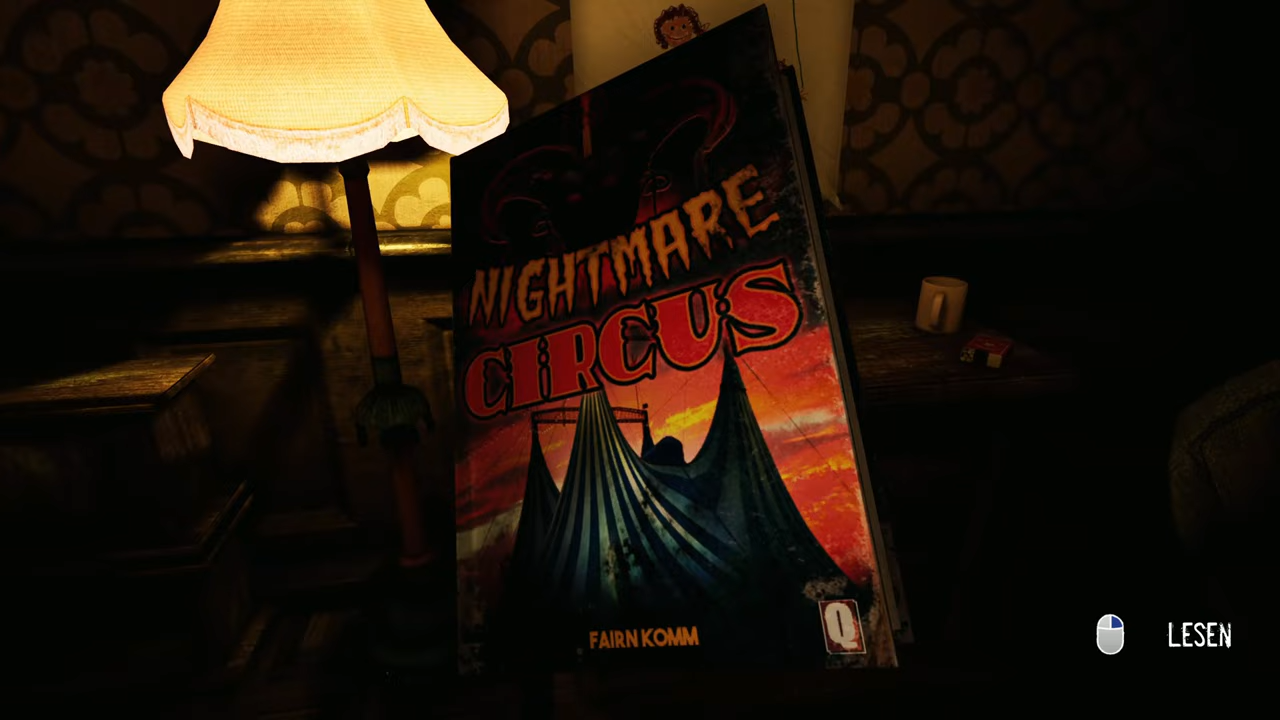 NIGHTMARE
CIRCUS
FAIRN KOMM
Q
LESEN